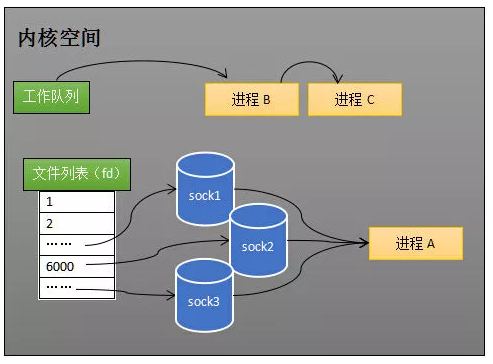 内核空间
工作队列
进程 B
进程 C
文件列表（fd）
1
2
……
6000
……
sock1
sock2
sock3
进程 A